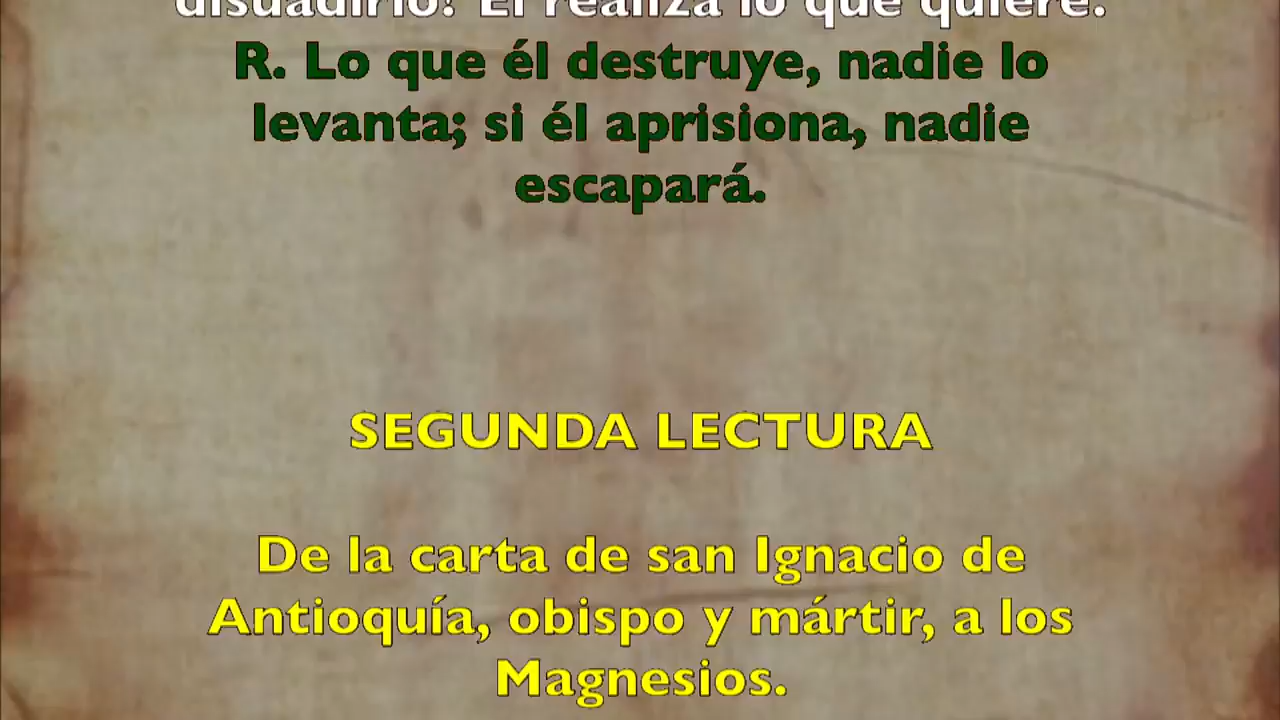 disuadirlo? Él realiza lo que quiere.
R. Lo que él destruye, nadie lo
levanta; si él aprisiona, nadie
escapará.
SEGUNDA LECTURA
De la carta de san Ignacio de
Antioquía, obispo y mártir, a los
Magnesios.